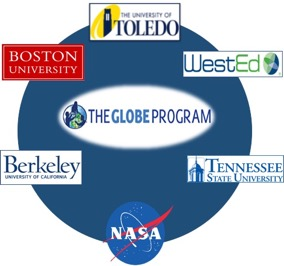 THE UNIVERSITY OF
TOLEDO
BOSTON
UNIVERSITY
WestEd
THE GLOBE PROGRAM
Berkeley
UNIVERSITY OF CALIFORNIA
TENNESSEE
STATE UNIVERSITY
NASA